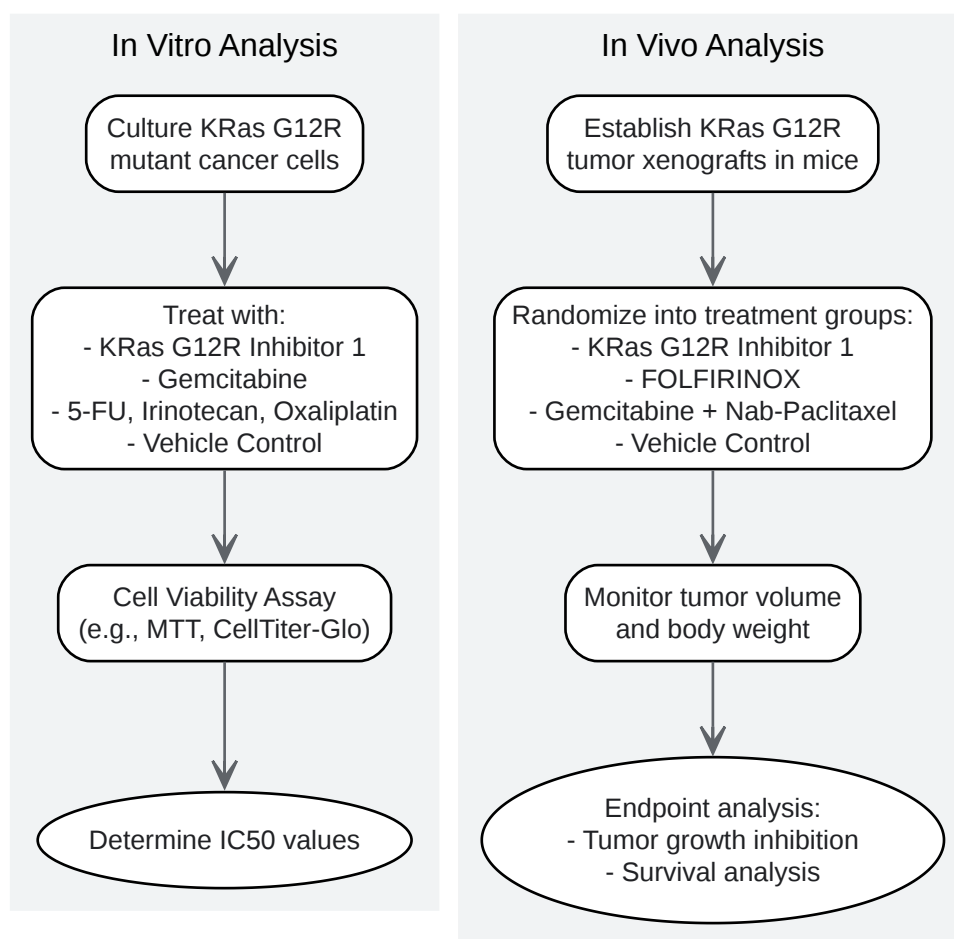 In Vitro Analysis
Culture KRas G12R
mutant cancer cells
Treat with:
- KRas G12R Inhibitor 1
- Gemcitabine
- 5-FU, Irinotecan, Oxaliplatin
- Vehicle Control
Cell Viability Assay
(e.g., MTT, CellTiter-Glo)
Determine IC50 values
In Vivo Analysis
Establish KRas G12R
tumor xenografts in mice
Randomize into treatment groups:
- KRas G12R Inhibitor 1
- FOLFIRINOX
- Gemcitabine + Nab-Paclitaxel
- Vehicle Control
Monitor tumor volume
and body weight
Endpoint analysis:
- Tumor growth inhibition
- Survival analysis